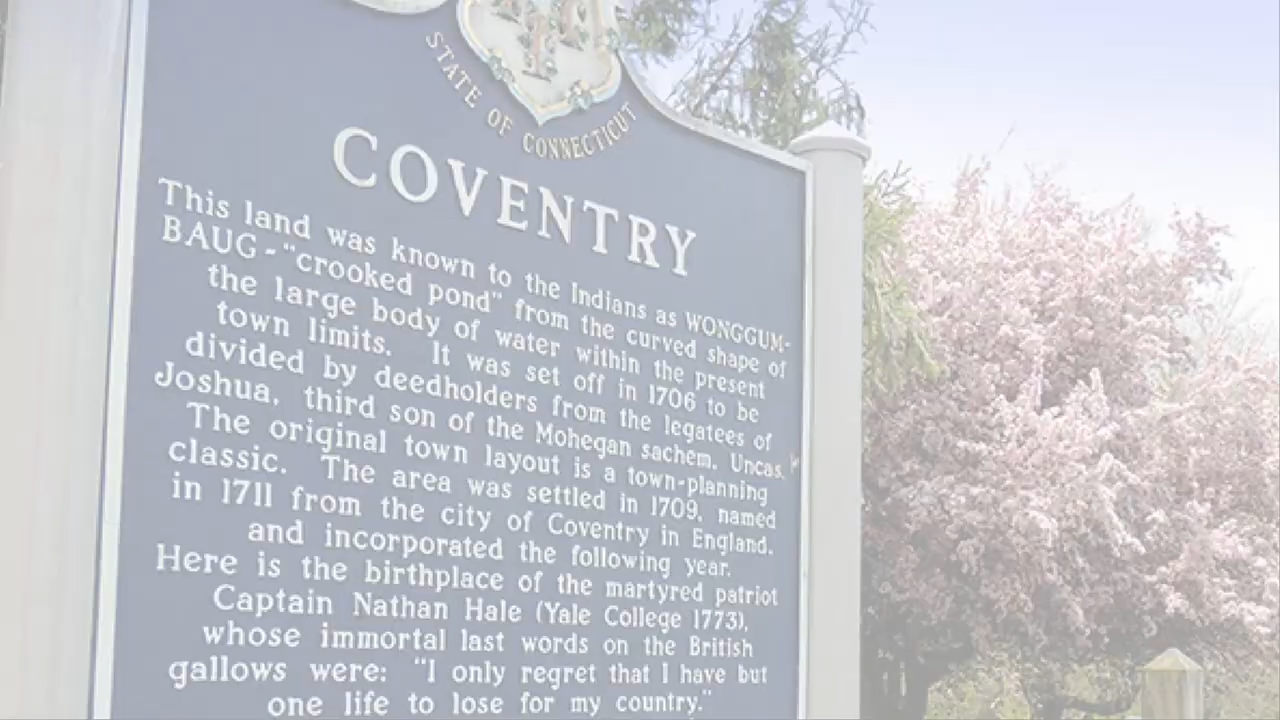 STATE OF CONNECTICUT
COVENTRY
This land was known to the Indians as WONGGUM-
BAUG - "crooked pond" from the curved shape of
the large body of water within the present
town limits. It was set off in 1706 to be
divided by deedholders from the legatees of
Joshua, third son of the Mohegan sachem, Uncas.
The original town layout is a town-planning
classic. The area was settled in 1709, named
in 1711 from the city of Coventry in England,
and incorporated the following year.
Here is the birthplace of the martyred patriot
Captain Nathan Hale (Yale College 1773),
whose immortal last words on the British
gallows were: "I only regret that I have but
one life to lose for my country."